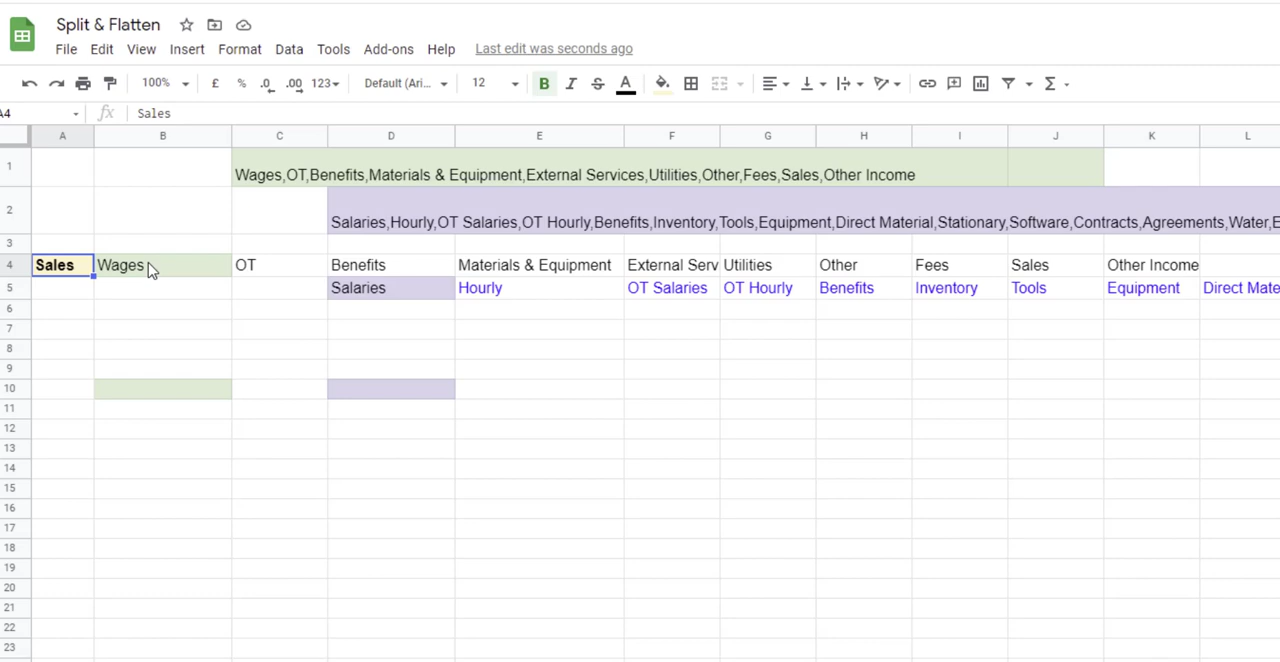 Split & Flatten
File Edit View Insert Format Data Tools Add-ons Help Last edit was seconds ago
100% £ % .0 .00 123 Default (Ari... 12 B I S A Σ
A4 fx Sales
A B C D E F G H I J K L
1 Wages,OT,Benefits,Materials & Equipment,External Services,Utilities,Other,Fees,Sales,Other Income
2 Salaries,Hourly,OT Salaries,OT Hourly,Benefits,Inventory,Tools,Equipment,Direct Material,Stationary,Software,Contracts,Agreements,Water,E
3
4 Sales Wages OT Benefits Materials & Equipment External Serv Utilities Other Fees Sales Other Income
5 Salaries Hourly OT Salaries OT Hourly Benefits Inventory Tools Equipment Direct Mate
6
7
8
9
10
11
12
13
14
15
16
17
18
19
20
21
22
23